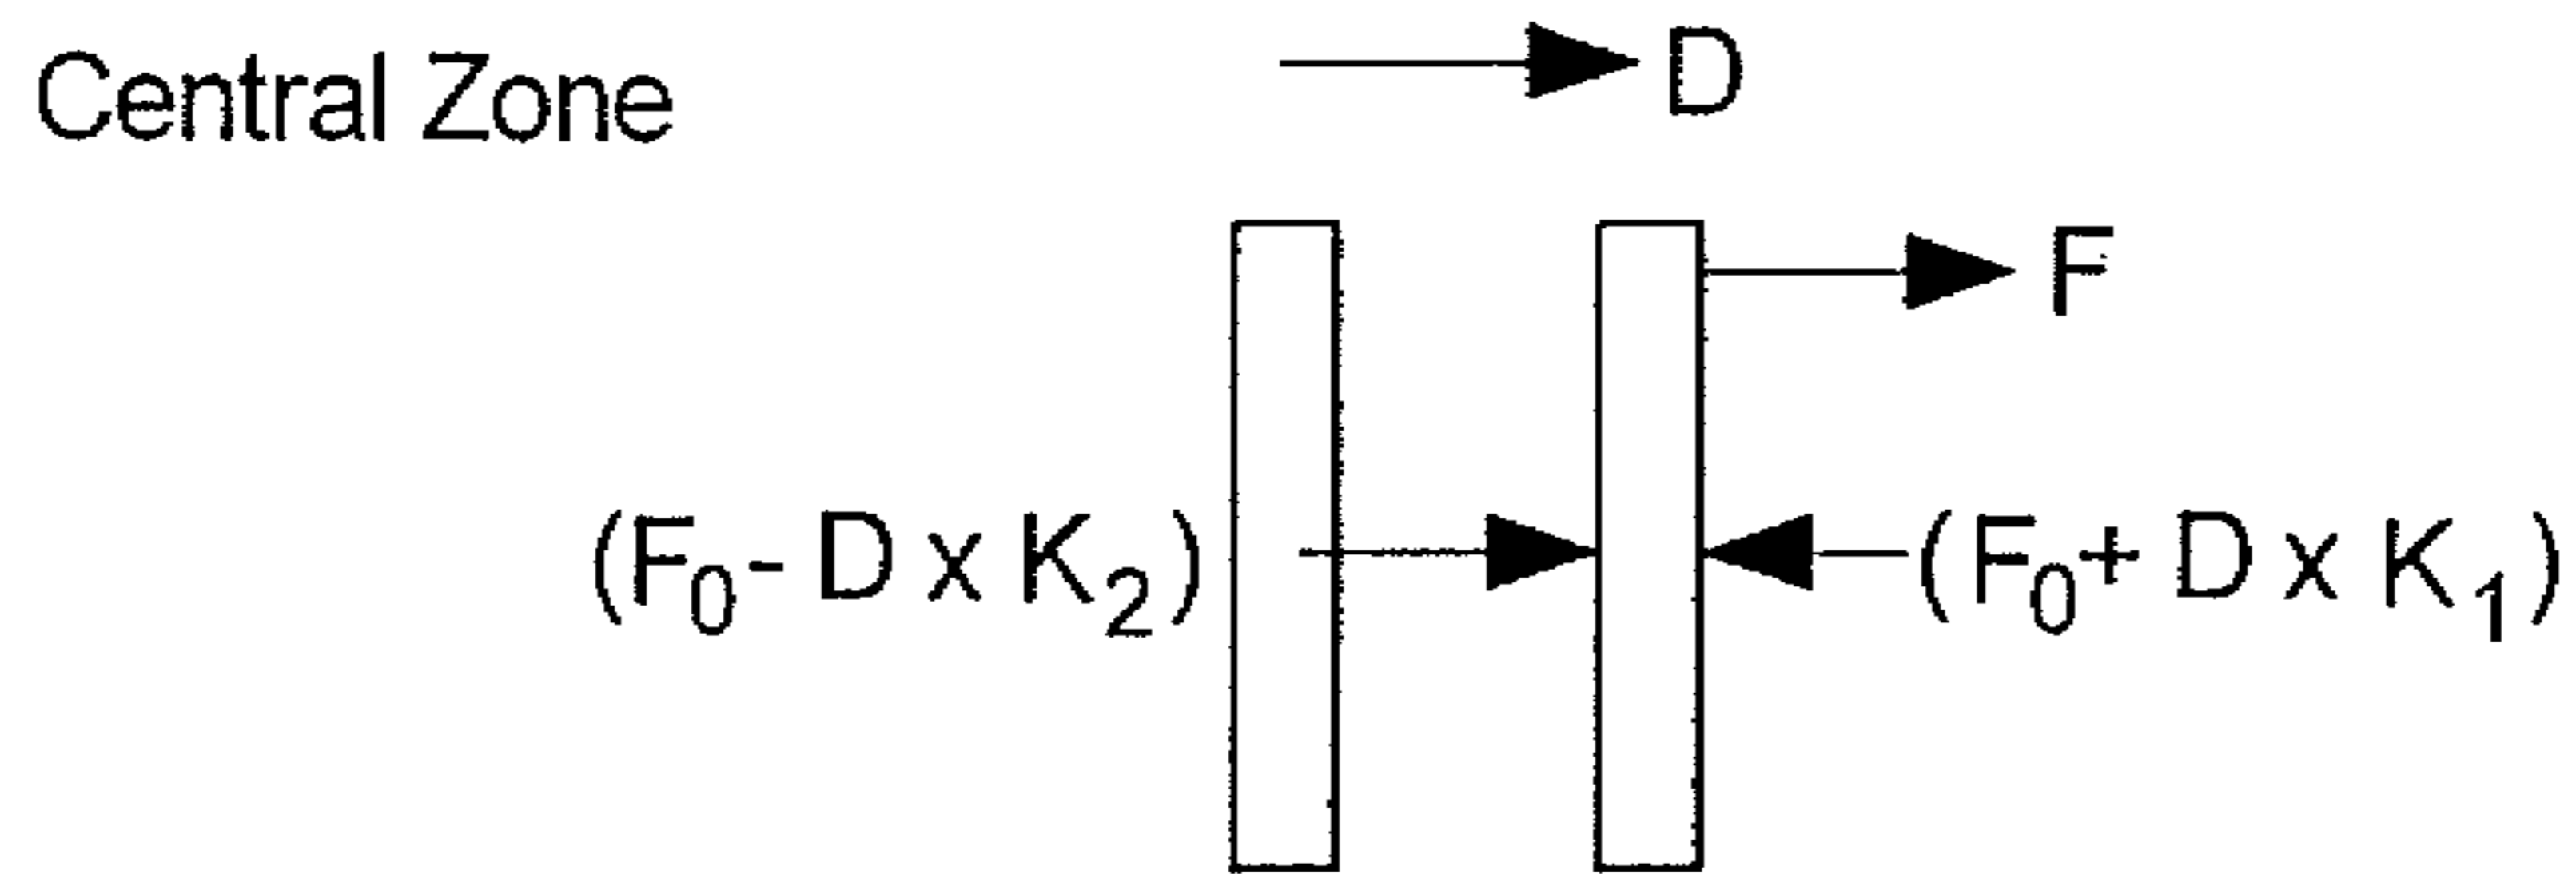 Central Zone
D
F
(F₀- D x K₂)
(F₀+ D x K₁)